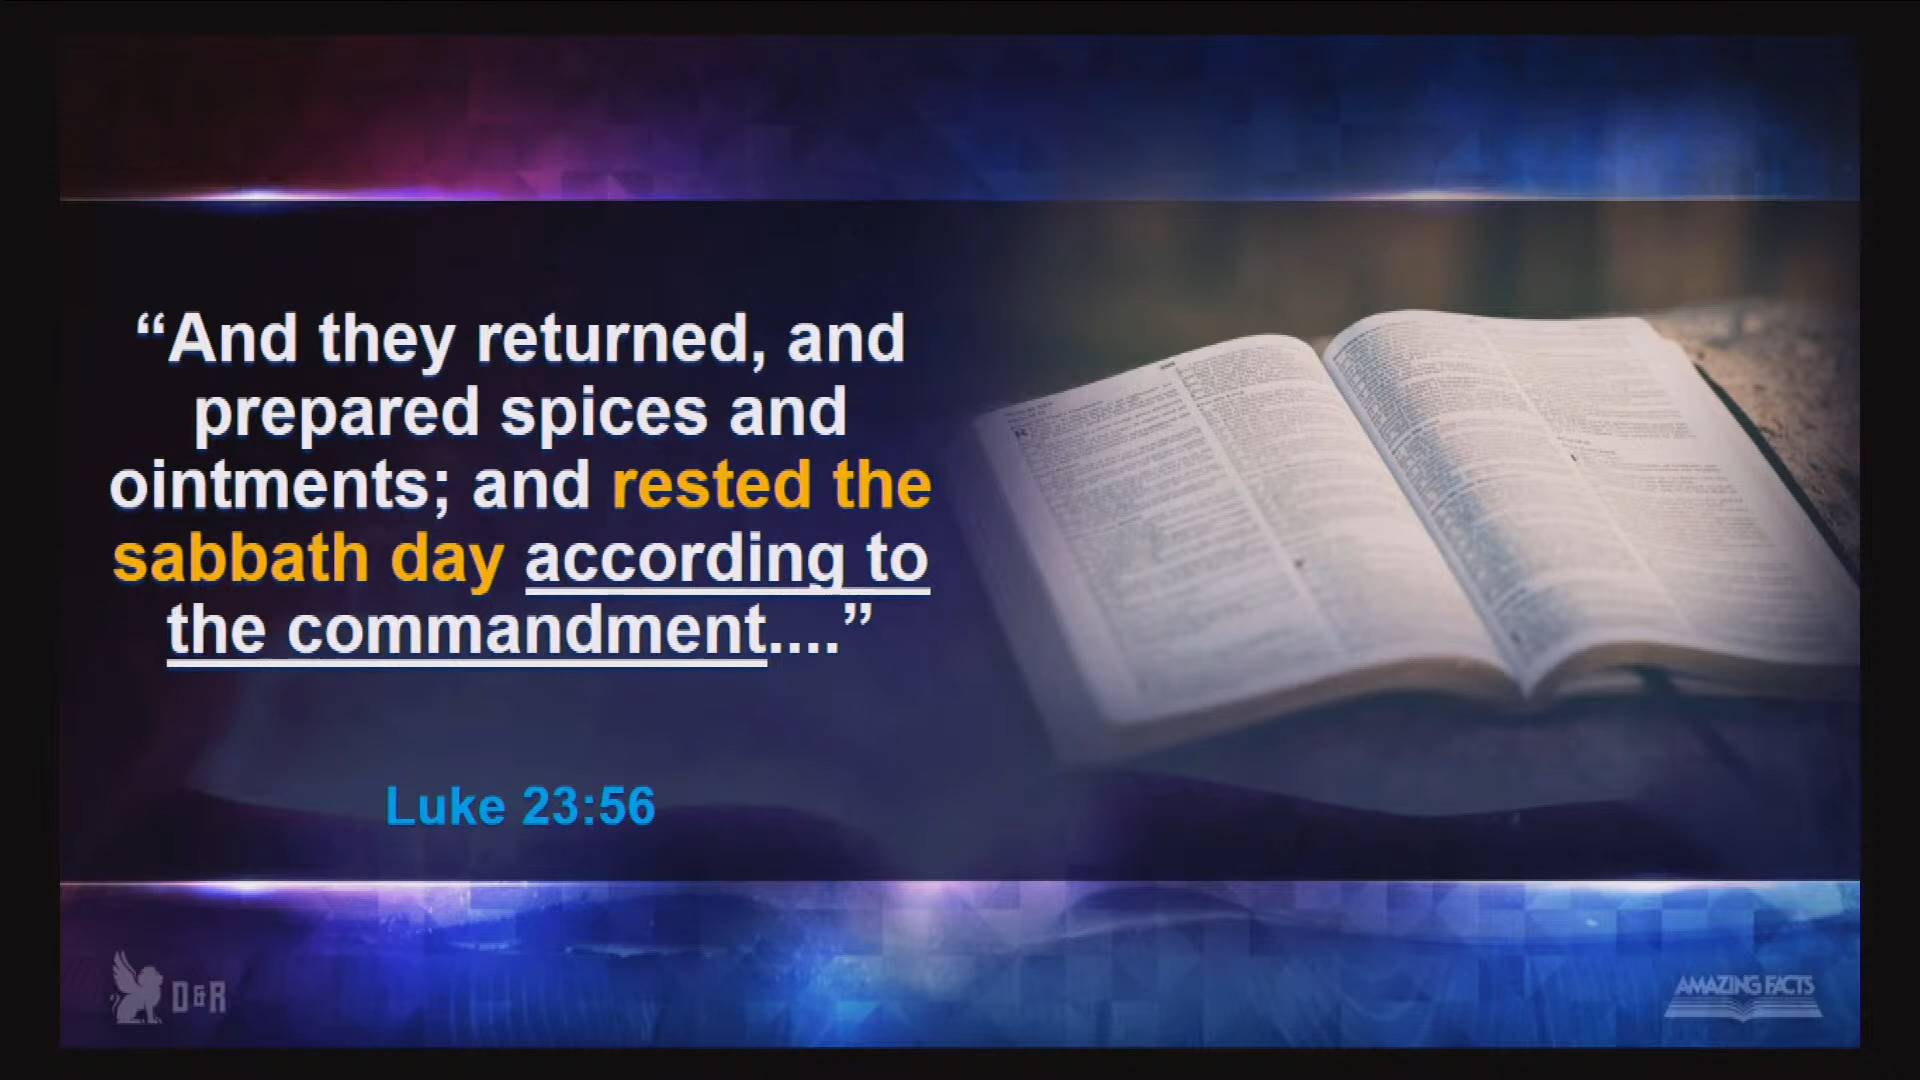 “And they returned, and
prepared spices and
ointments; and rested the
sabbath day according to
the commandment....”
Luke 23:56
D&R
AMAZING FACTS